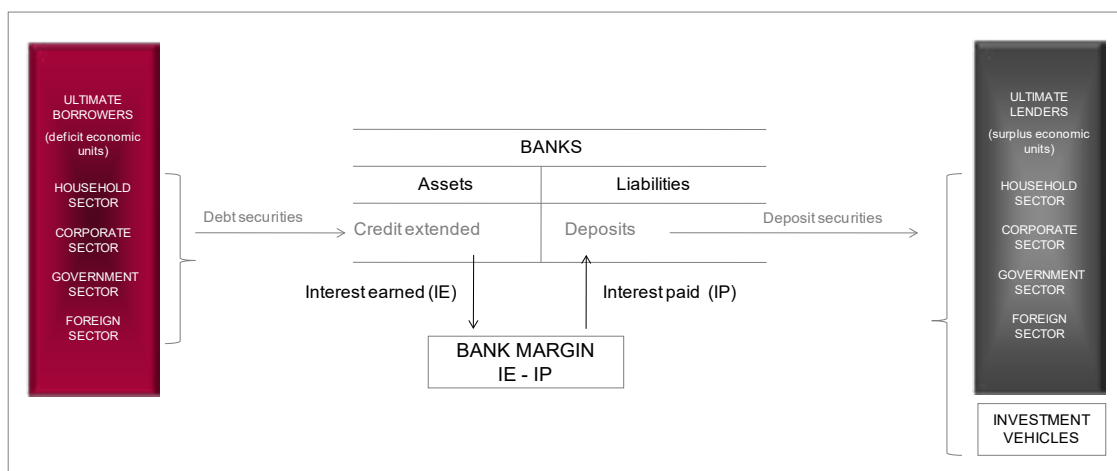 ULTIMATE
BORROWERS
(deficit economic
units)
HOUSEHOLD
SECTOR
CORPORATE
SECTOR
GOVERNMENT
SECTOR
FOREIGN
SECTOR
Debt securities
BANKS
Assets
Liabilities
Credit extended
Deposits
Interest earned (IE)
Interest paid (IP)
BANK MARGIN
IE - IP
Deposit securities
ULTIMATE
LENDERS
(surplus economic
units)
HOUSEHOLD
SECTOR
CORPORATE
SECTOR
GOVERNMENT
SECTOR
FOREIGN
SECTOR
INVESTMENT
VEHICLES